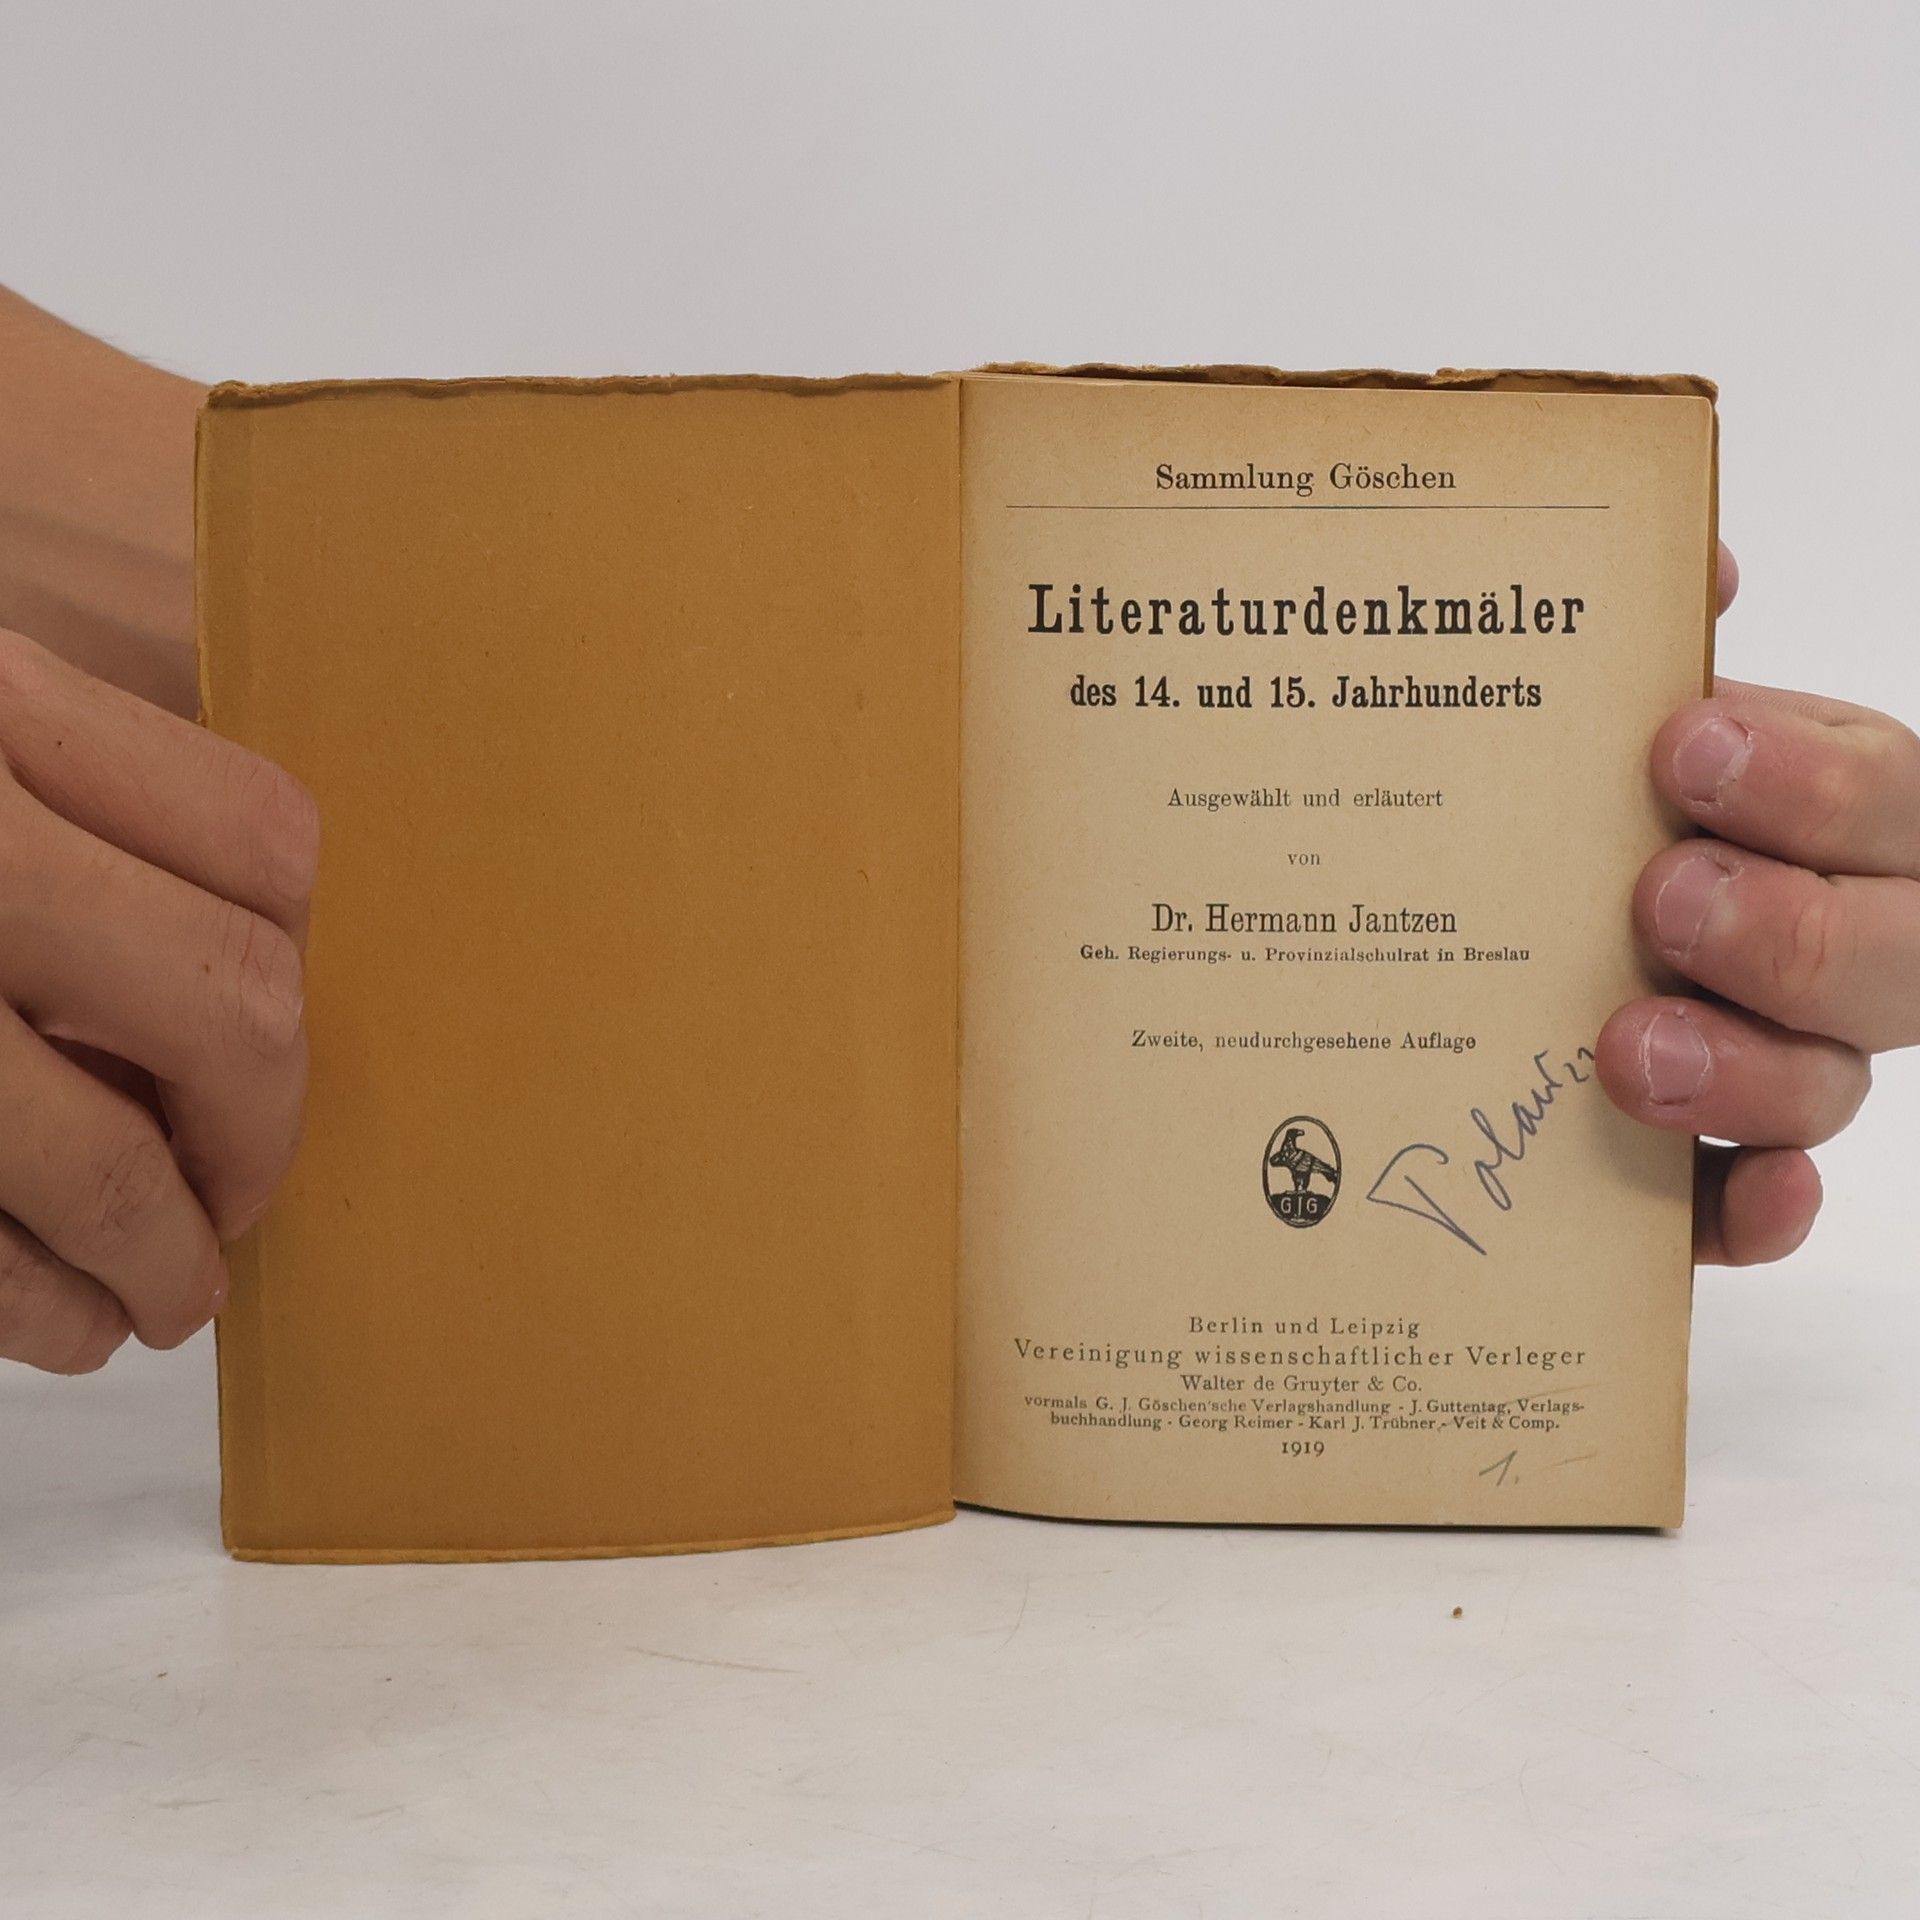 Sammlung Göschen
Literaturdenkmäler
des 14. und 15. Jahrhunderts
Ausgewählt und erläutert
von
Dr. Hermann Jantzen
Geh. Regierungs- u. Provinzialschulrat in Breslau
Zweite, neudurchgesehene Auflage
G J G
Berlin und Leipzig
Vereinigung wissenschaftlicher Verleger
Walter de Gruyter & Co.
vormals G. J. Göschen'sche Verlagshandlung - J. Guttentag, Verlags-
buchhandlung - Georg Reimer - Karl J. Trübner - Veit & Comp.
1919
1.